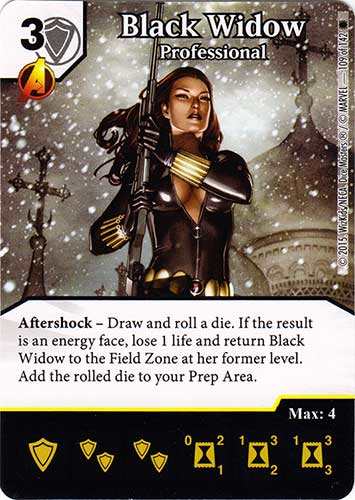 3
Black Widow
Professional
© 2015, WizKids/NECA, Dice Masters ® / © MARVEL — 109 of 142
Aftershock – Draw and roll a die. If the result
is an energy face, lose 1 life and return Black
Widow to the Field Zone at her former level.
Add the rolled die to your Prep Area.
Max: 4
0 2 1 3 1 3
1 2 3